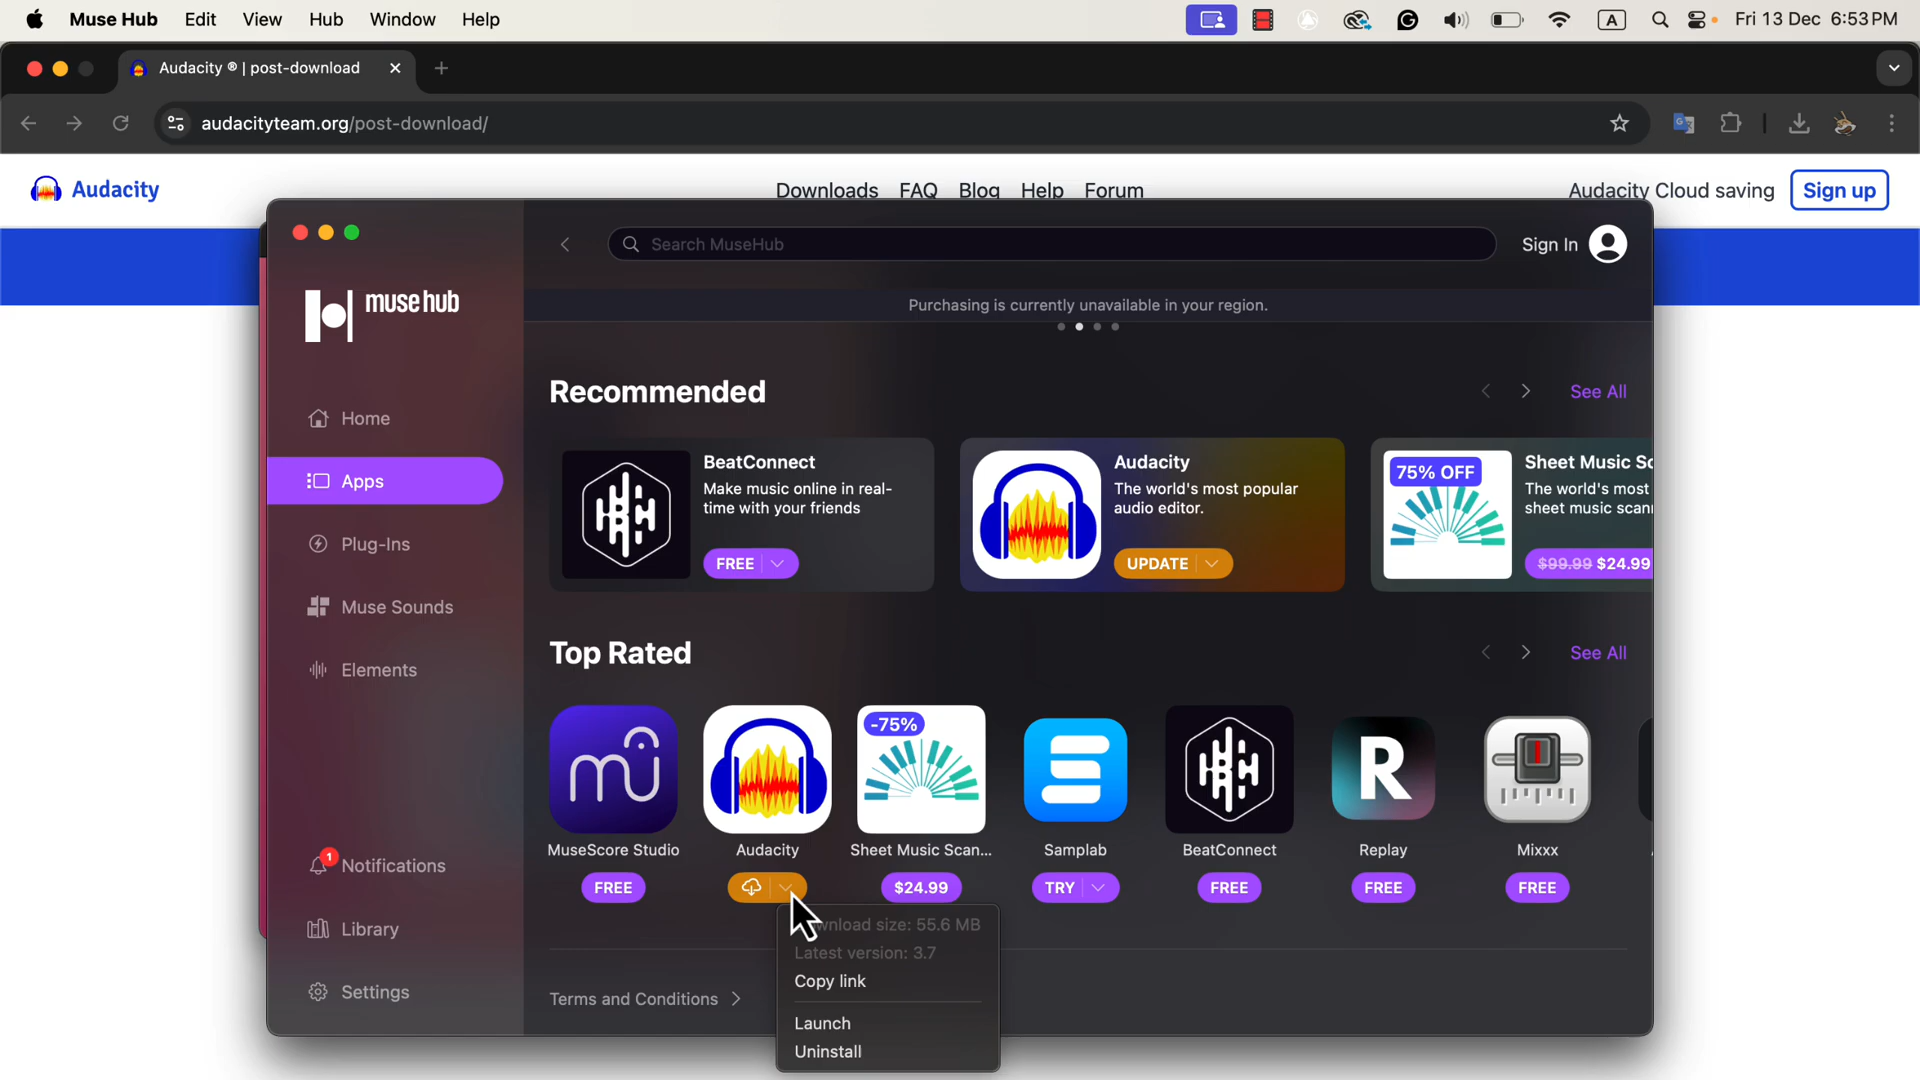 Muse Hub Edit View Hub Window Help
A
Fri 13 Dec 6:53 PM
Audacity ® | post-download
audacityteam.org/post-download/
Audacity
Downloads FAQ Blog Help Forum
Audacity Cloud saving
Sign up
Search MuseHub
Sign In
muse hub
Purchasing is currently unavailable in your region.
Home
Apps
Plug-Ins
Muse Sounds
Elements
1
Notifications
Library
Settings
Recommended
See All
BeatConnect
Make music online in real-
time with your friends
FREE
Audacity
The world's most popular
audio editor.
UPDATE
75% OFF
Sheet Music Sc
The world's most
sheet music scan
$99.99 $24.99
Top Rated
See All
-75%
R
MuseScore Studio
Audacity
Sheet Music Scan...
Samplab
BeatConnect
Replay
Mixxx
FREE
$24.99
TRY
FREE
FREE
FREE
wnload size: 55.6 MB
Latest version: 3.7
Copy link
Launch
Uninstall
Terms and Conditions